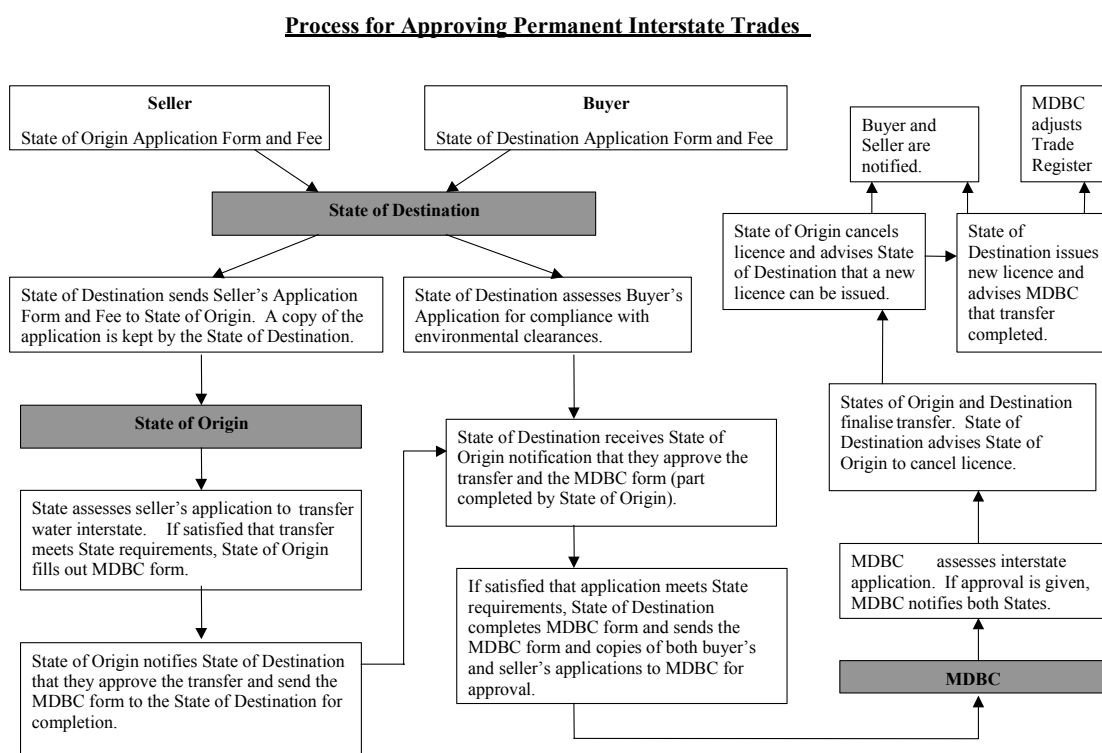 Process for Approving Permanent Interstate Trades
Seller
State of Origin Application Form and Fee
Buyer
State of Destination Application Form and Fee
State of Destination
State of Destination sends Seller's Application
Form and Fee to State of Origin.  A copy of the
application is kept by the State of Destination.
State of Destination assesses Buyer's
Application for compliance with
environmental clearances.
State of Origin
State assesses seller's application to transfer
water interstate.  If satisfied that transfer
meets State requirements, State of Origin
fills out MDBC form.
State of Origin notifies State of Destination
that they approve the transfer and send the
MDBC form to the State of Destination for
completion.
State of Destination receives State of
Origin notification that they approve the
transfer and the MDBC form (part
completed by State of Origin).
If satisfied that application meets State
requirements, State of Destination
completes MDBC form and sends the
MDBC form and copies of both buyer's
and seller's applications to MDBC for
approval.
MDBC
MDBC assesses interstate
application.  If approval is given,
MDBC notifies both States.
States of Origin and Destination
finalise transfer.  State of
Destination advises State of
Origin to cancel licence.
State of Origin cancels
licence and advises State
of Destination that a new
licence can be issued.
State of
Destination issues
new licence and
advises MDBC
that transfer
completed.
Buyer and
Seller are
notified.
MDBC
adjusts
Trade
Register